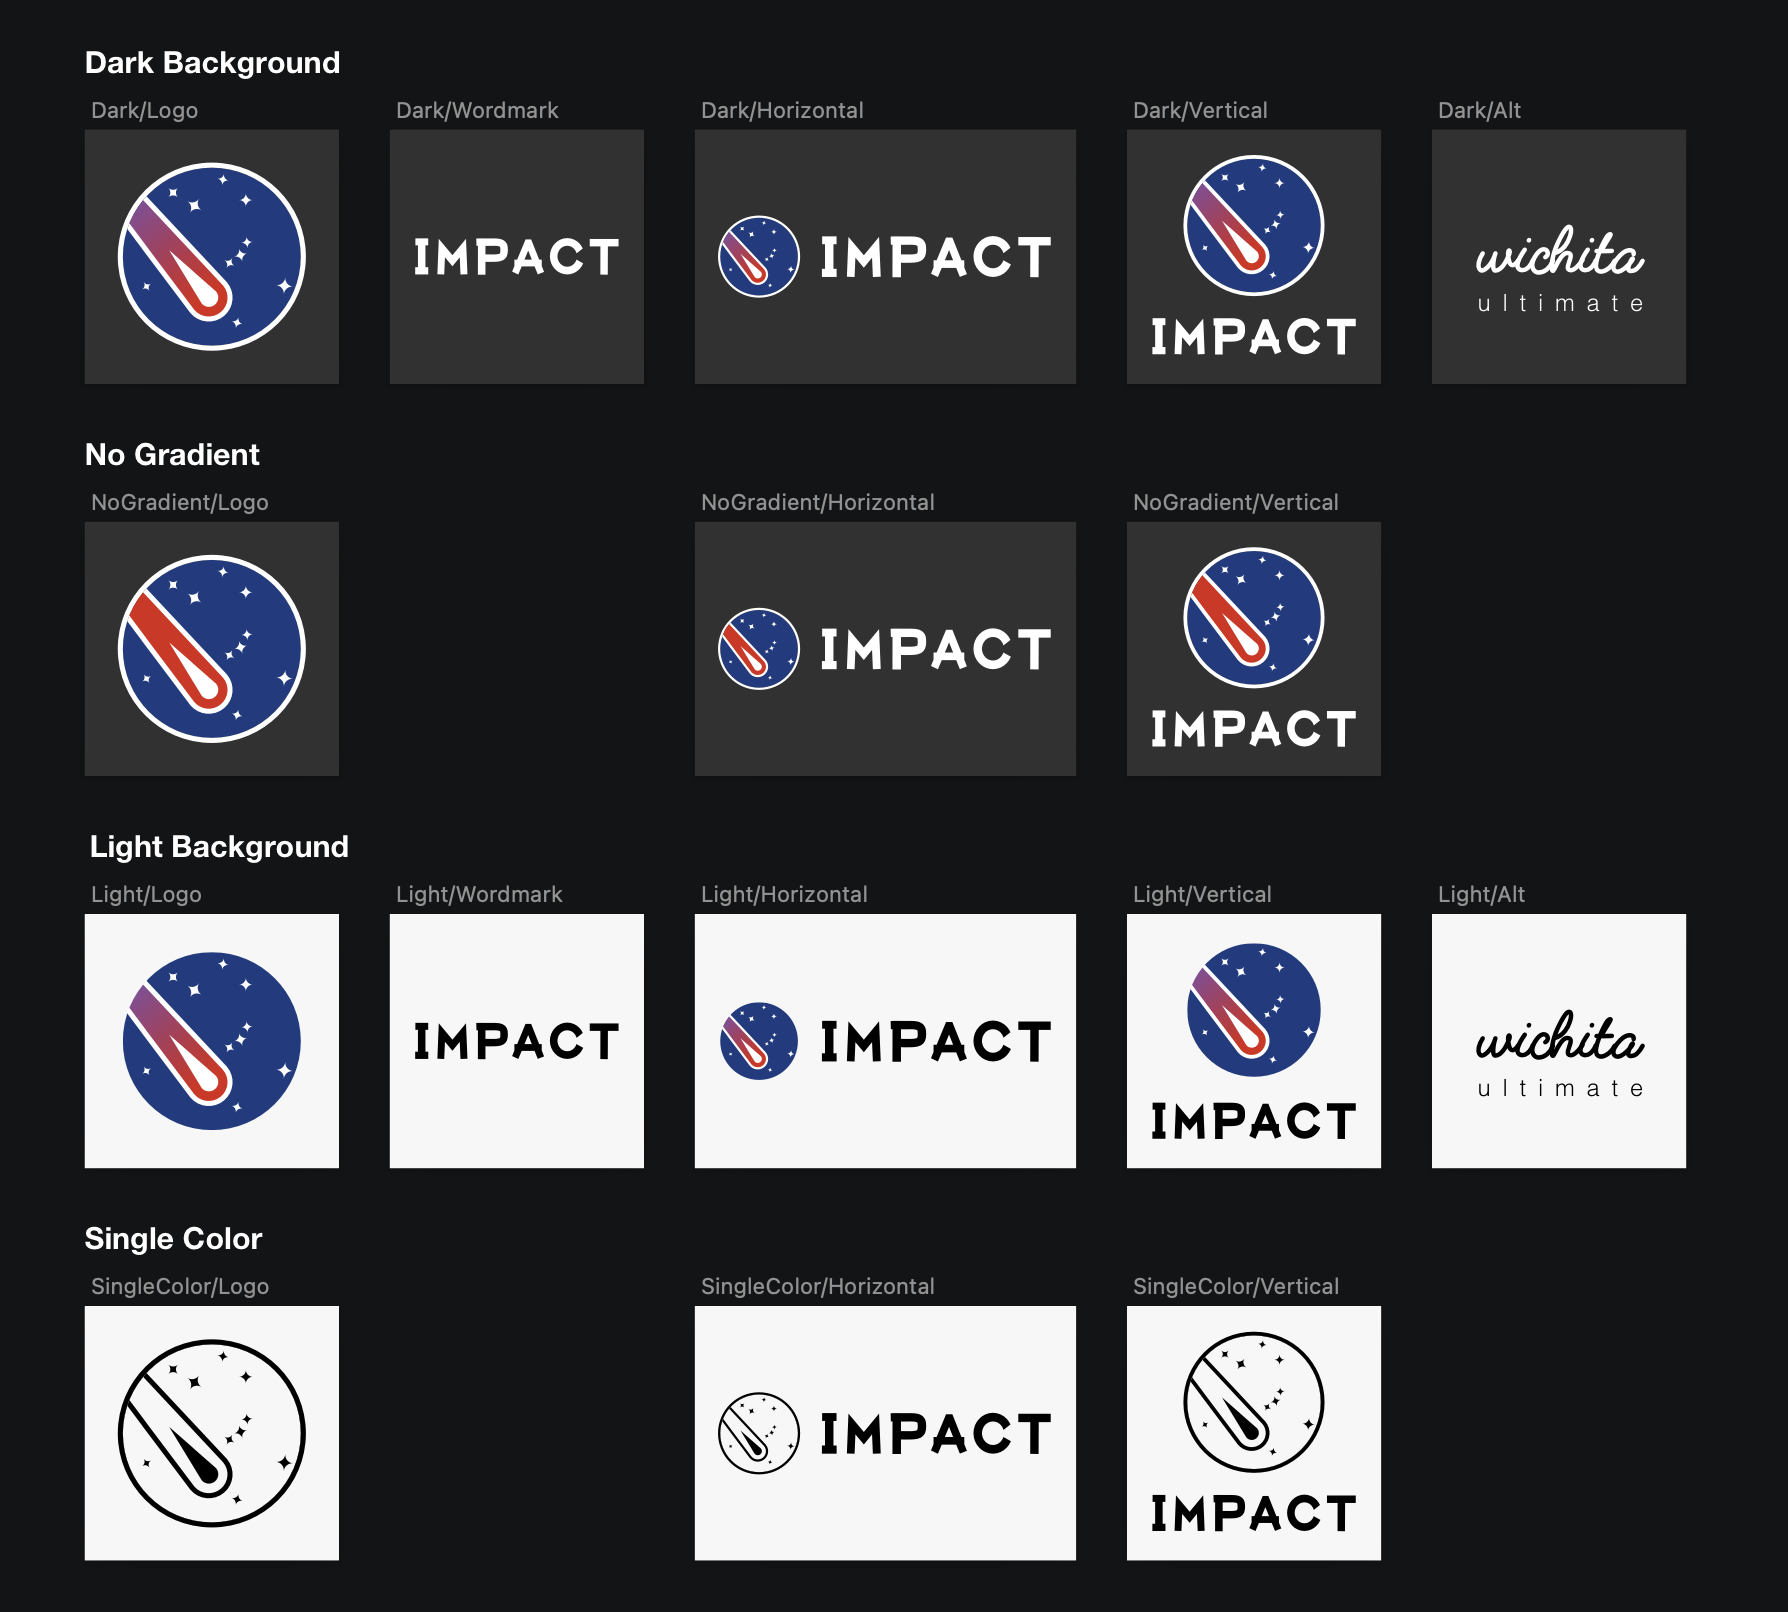 Dark Background
Dark/Logo
Dark/Wordmark
Dark/Horizontal
Dark/Vertical
Dark/Alt
IMPACT
IMPACT
IMPACT
wichita
ultimate
No Gradient
NoGradient/Logo
NoGradient/Horizontal
NoGradient/Vertical
IMPACT
IMPACT
Light Background
Light/Logo
Light/Wordmark
Light/Horizontal
Light/Vertical
Light/Alt
IMPACT
IMPACT
IMPACT
wichita
ultimate
Single Color
SingleColor/Logo
SingleColor/Horizontal
SingleColor/Vertical
IMPACT
IMPACT